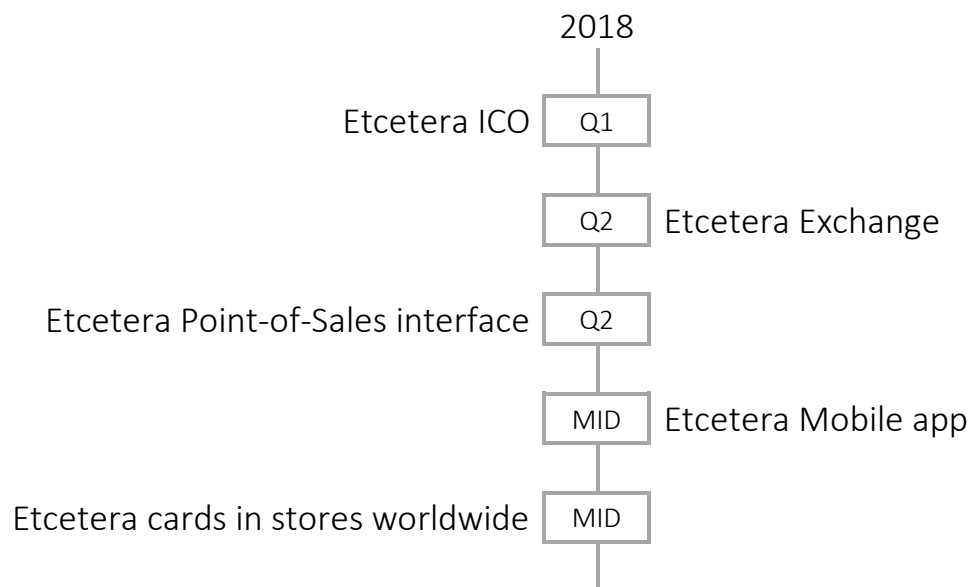 2018
Etcetera ICO Q1
Q2 Etcetera Exchange
Etcetera Point-of-Sales interface Q2
MID Etcetera Mobile app
Etcetera cards in stores worldwide MID